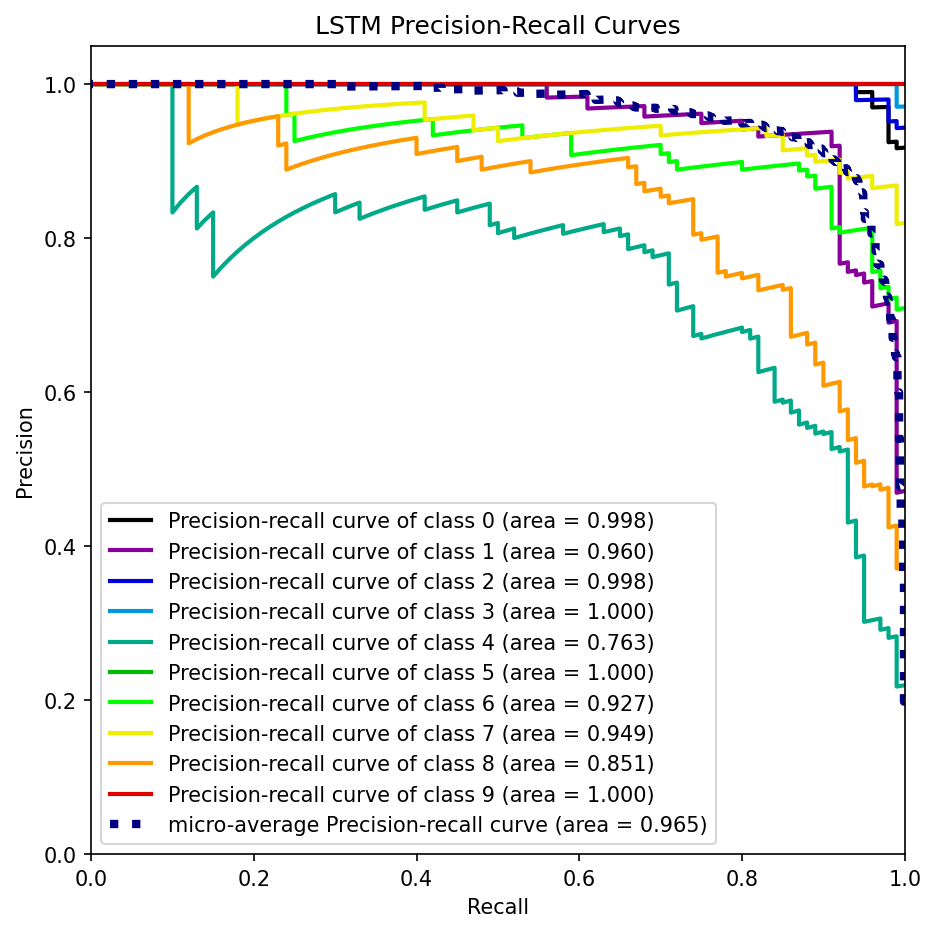 LSTM Precision-Recall Curves
1.0
0.8
0.6
0.4
0.2
0.0
Precision
Precision-recall curve of class 0 (area = 0.998)
Precision-recall curve of class 1 (area = 0.960)
Precision-recall curve of class 2 (area = 0.998)
Precision-recall curve of class 3 (area = 1.000)
Precision-recall curve of class 4 (area = 0.763)
Precision-recall curve of class 5 (area = 1.000)
Precision-recall curve of class 6 (area = 0.927)
Precision-recall curve of class 7 (area = 0.949)
Precision-recall curve of class 8 (area = 0.851)
Precision-recall curve of class 9 (area = 1.000)
micro-average Precision-recall curve (area = 0.965)
0.0 0.2 0.4 0.6 0.8 1.0
Recall